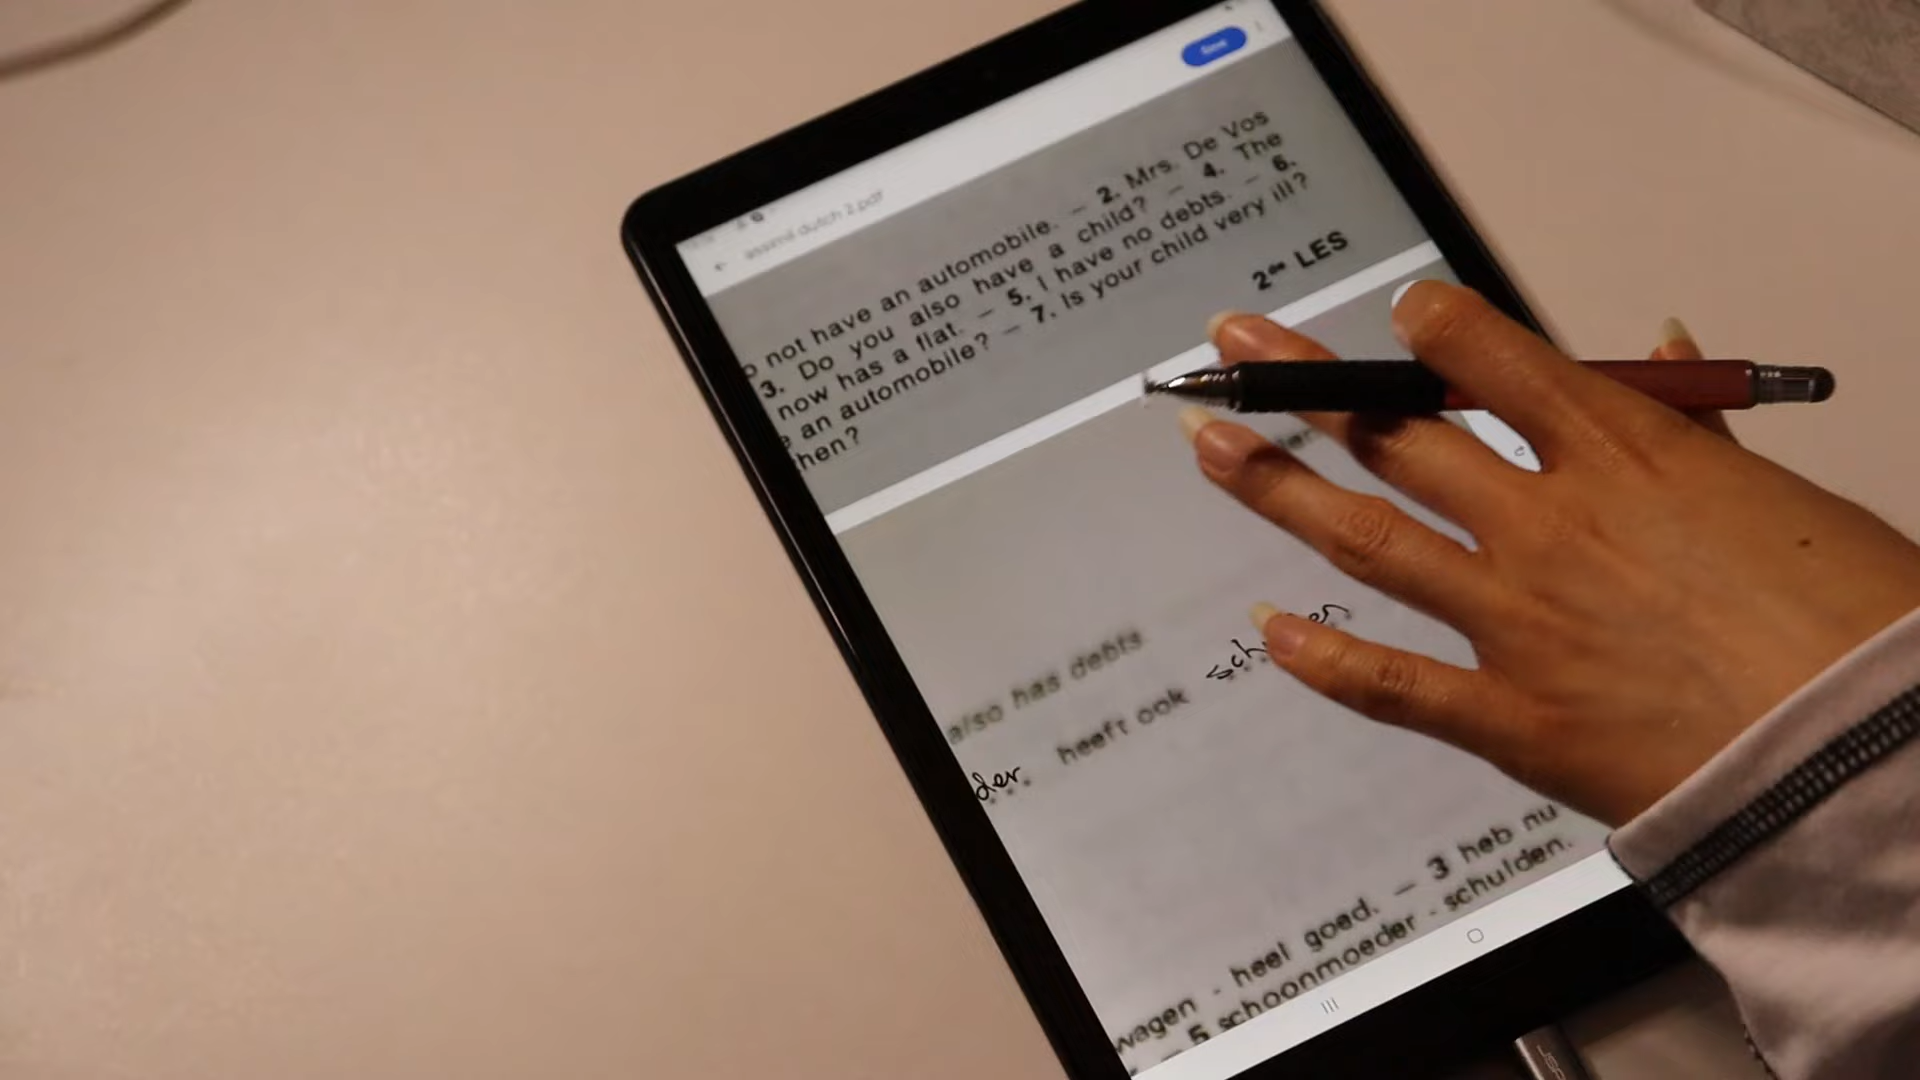 Save
assimil dutch 2.pdf
not have an automobile. — 2. Mrs. De Vos
3. Do you also have a child? — 4. The
now has a flat. — 5. I have no debts. — 6.
e an automobile? — 7. Is your child very ill?
hen?
2de LES
also has debts
der... heeft ook
wagen - heel goed. — 3 heb nu
— 5 schoonmoeder - schulden.